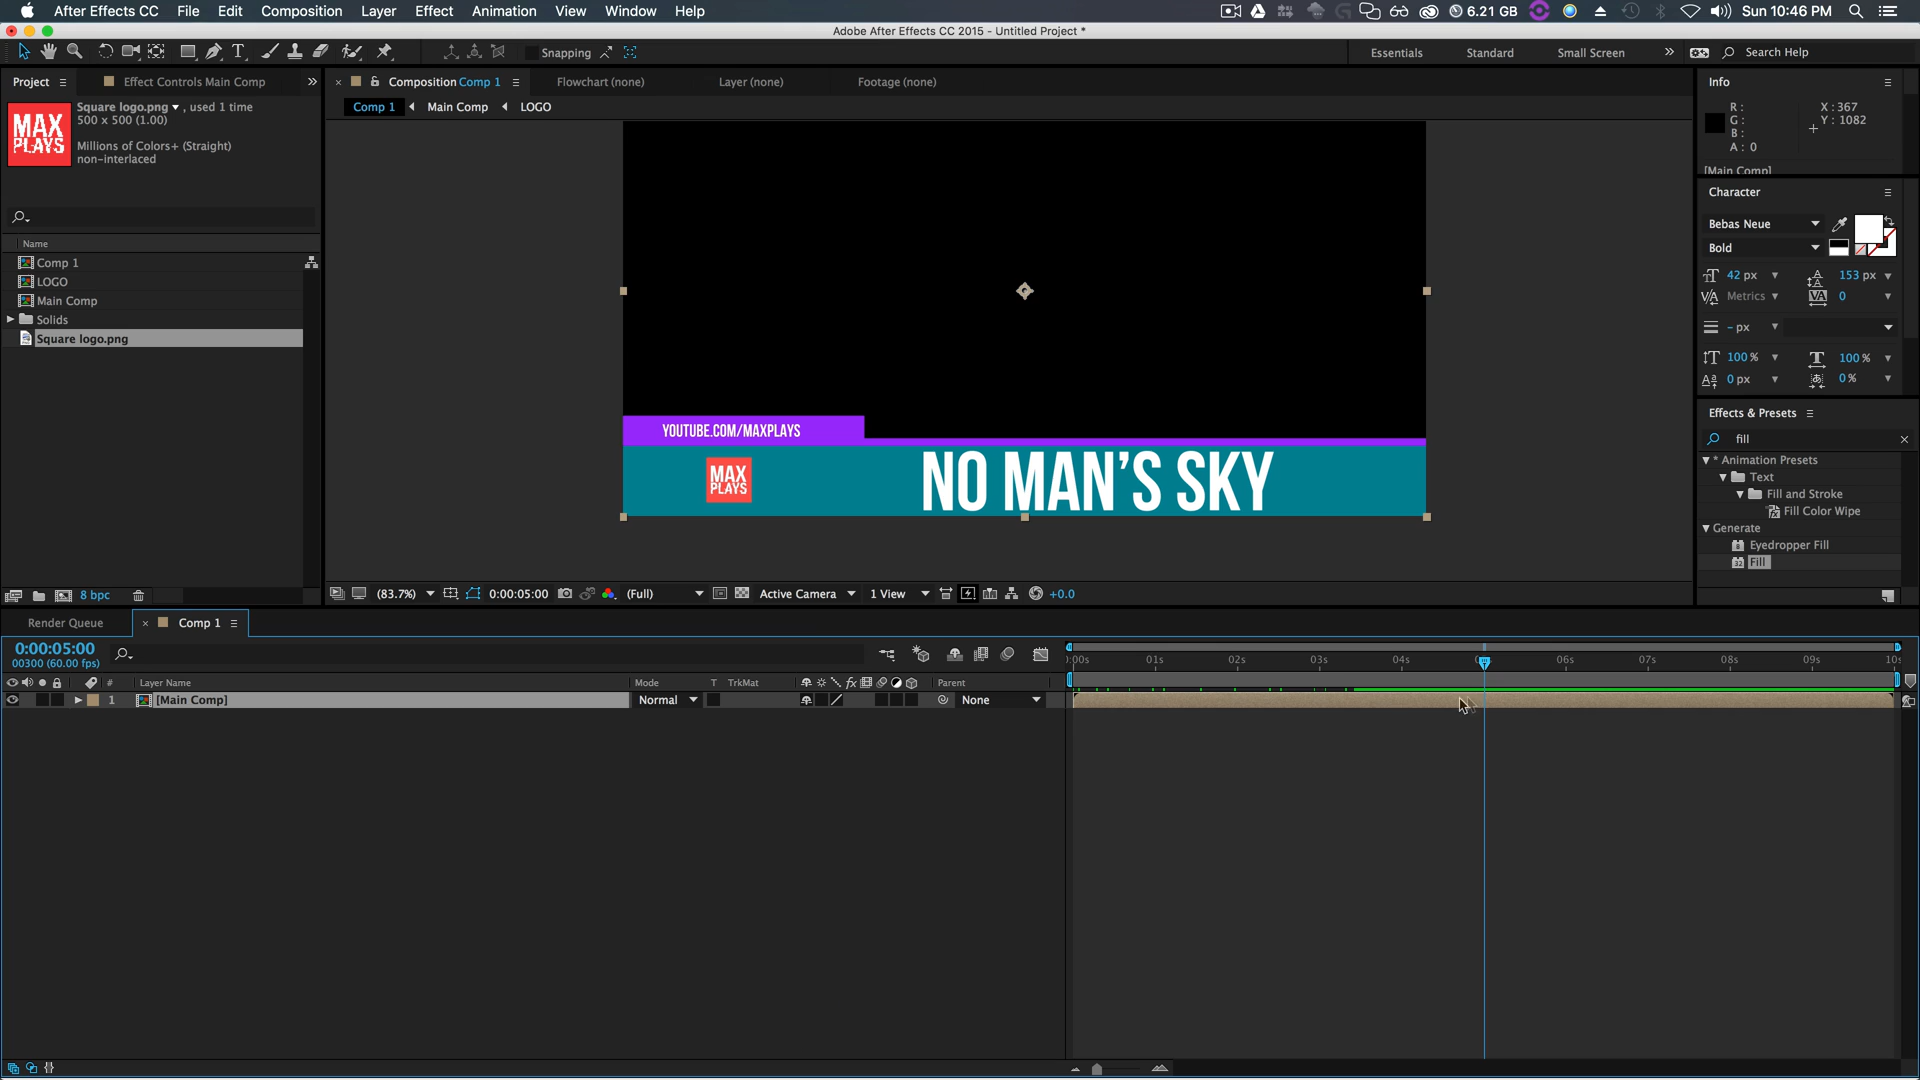 After Effects CC File Edit Composition Layer Effect Animation View Window Help
6.21 GB Sun 10:46 PM
Adobe After Effects CC 2015 - Untitled Project *
Snapping
Essentials Standard Small Screen Search Help
Project Effect Controls Main Comp
Composition Comp 1 Flowchart (none) Layer (none) Footage (none)
Comp 1 Main Comp LOGO
MAX
PLAYS
Square logo.png , used 1 time
500 x 500 (1.00)
Millions of Colors+ (Straight)
non-interlaced
Name
Comp 1
LOGO
Main Comp
Solids
Square logo.png
8 bpc
YOUTUBE.COM/MAXPLAYS
MAX
PLAYS
NO MAN'S SKY
(83.7%) 0:00:05:00 (Full) Active Camera 1 View +0.0
Info
R :
G :
B :
A : 0
X : 367
Y : 1082
[Main Comp]
Character
Bebas Neue
Bold
42 px 153 px
Metrics 0
- px
100 % 100 %
0 px 0 %
Effects & Presets
fill
* Animation Presets
Text
Fill and Stroke
Fill Color Wipe
Generate
Eyedropper Fill
Fill
Render Queue Comp 1
0:00:05:00
00300 (60.00 fps)
:00s 01s 02s 03s 04s 06s 07s 08s 09s 10s
# Layer Name Mode T TrkMat Parent
1 [Main Comp] Normal None